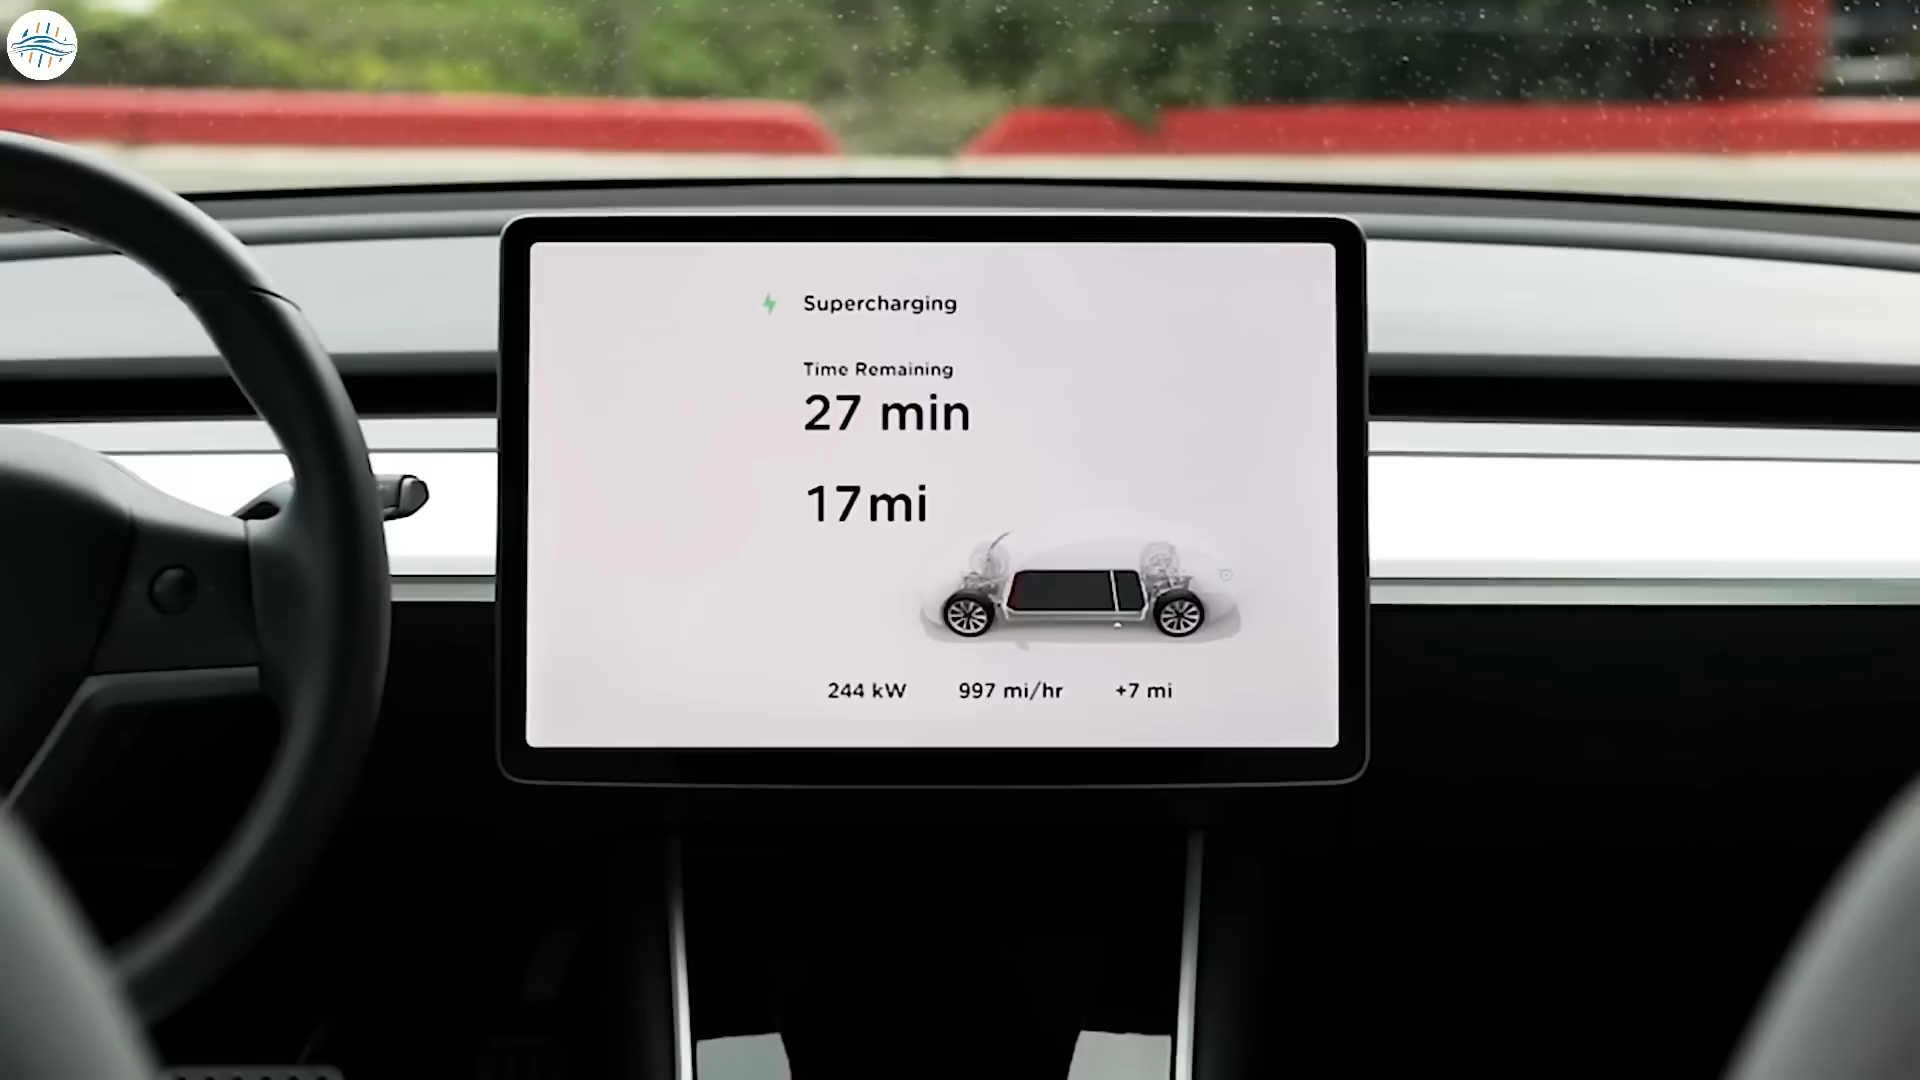 Supercharging
Time Remaining
27 min
17mi
244 kW 997 mi/hr +7 mi